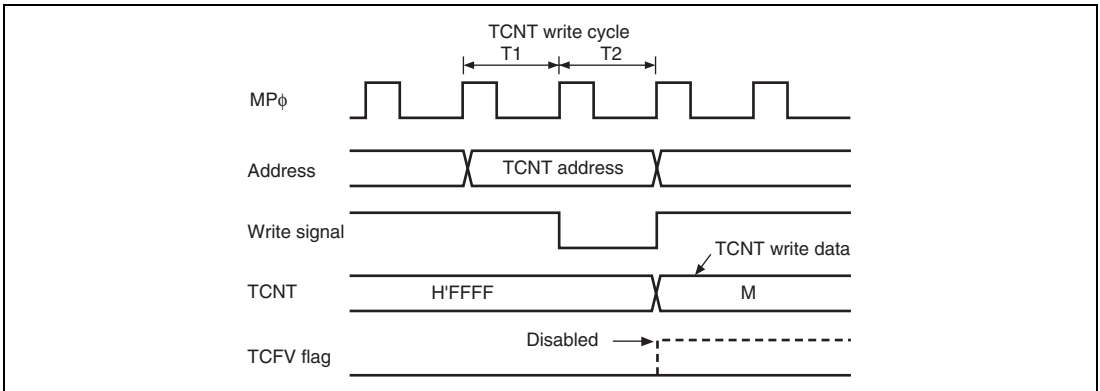 TCNT write cycle
T1 T2
MPϕ
Address TCNT address
Write signal
TCNT write data
TCNT H'FFFF M
Disabled
TCFV flag